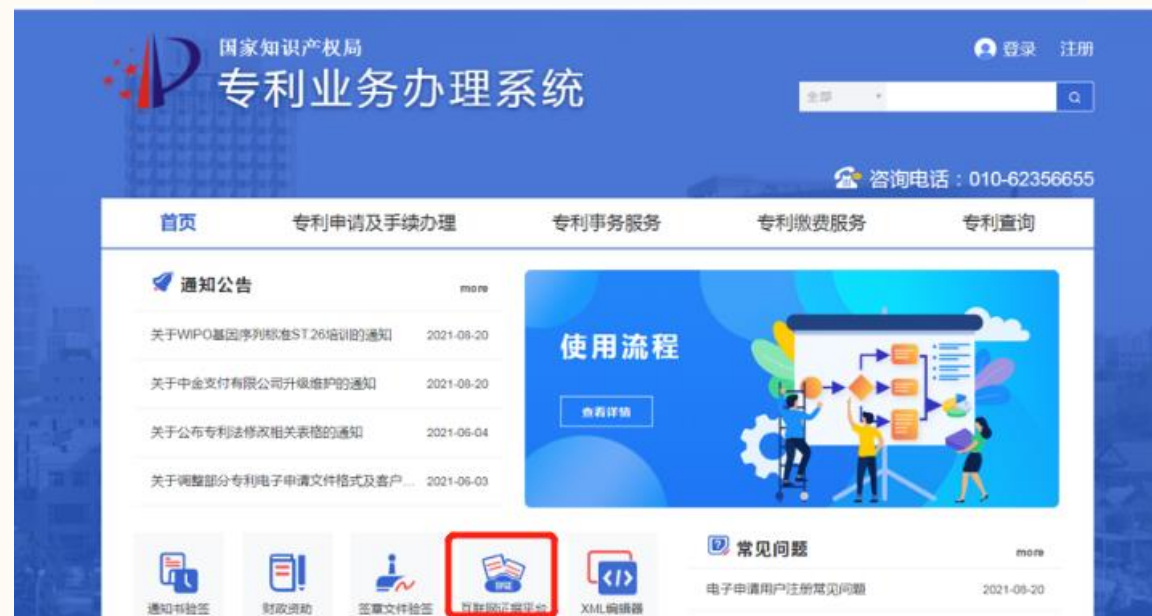 国家知识产权局
专利业务办理系统
登录 注册
全部
咨询电话：010-62356655
首页 专利申请及手续办理 专利事务服务 专利缴费服务 专利查询
通知公告 more
关于WIPO基因序列标准ST.26培训的通知 2021-08-20
关于中金支付有限公司升级维护的通知 2021-08-20
关于公布专利法修改相关表格的通知 2021-06-04
关于调整部分专利电子申请文件格式及客户... 2021-06-03
使用流程
查看详情
通知书验签 财政资助 签章文件验签 互联网证据平台 XML编辑器
常见问题 more
电子申请用户注册常见问题 2021-08-20